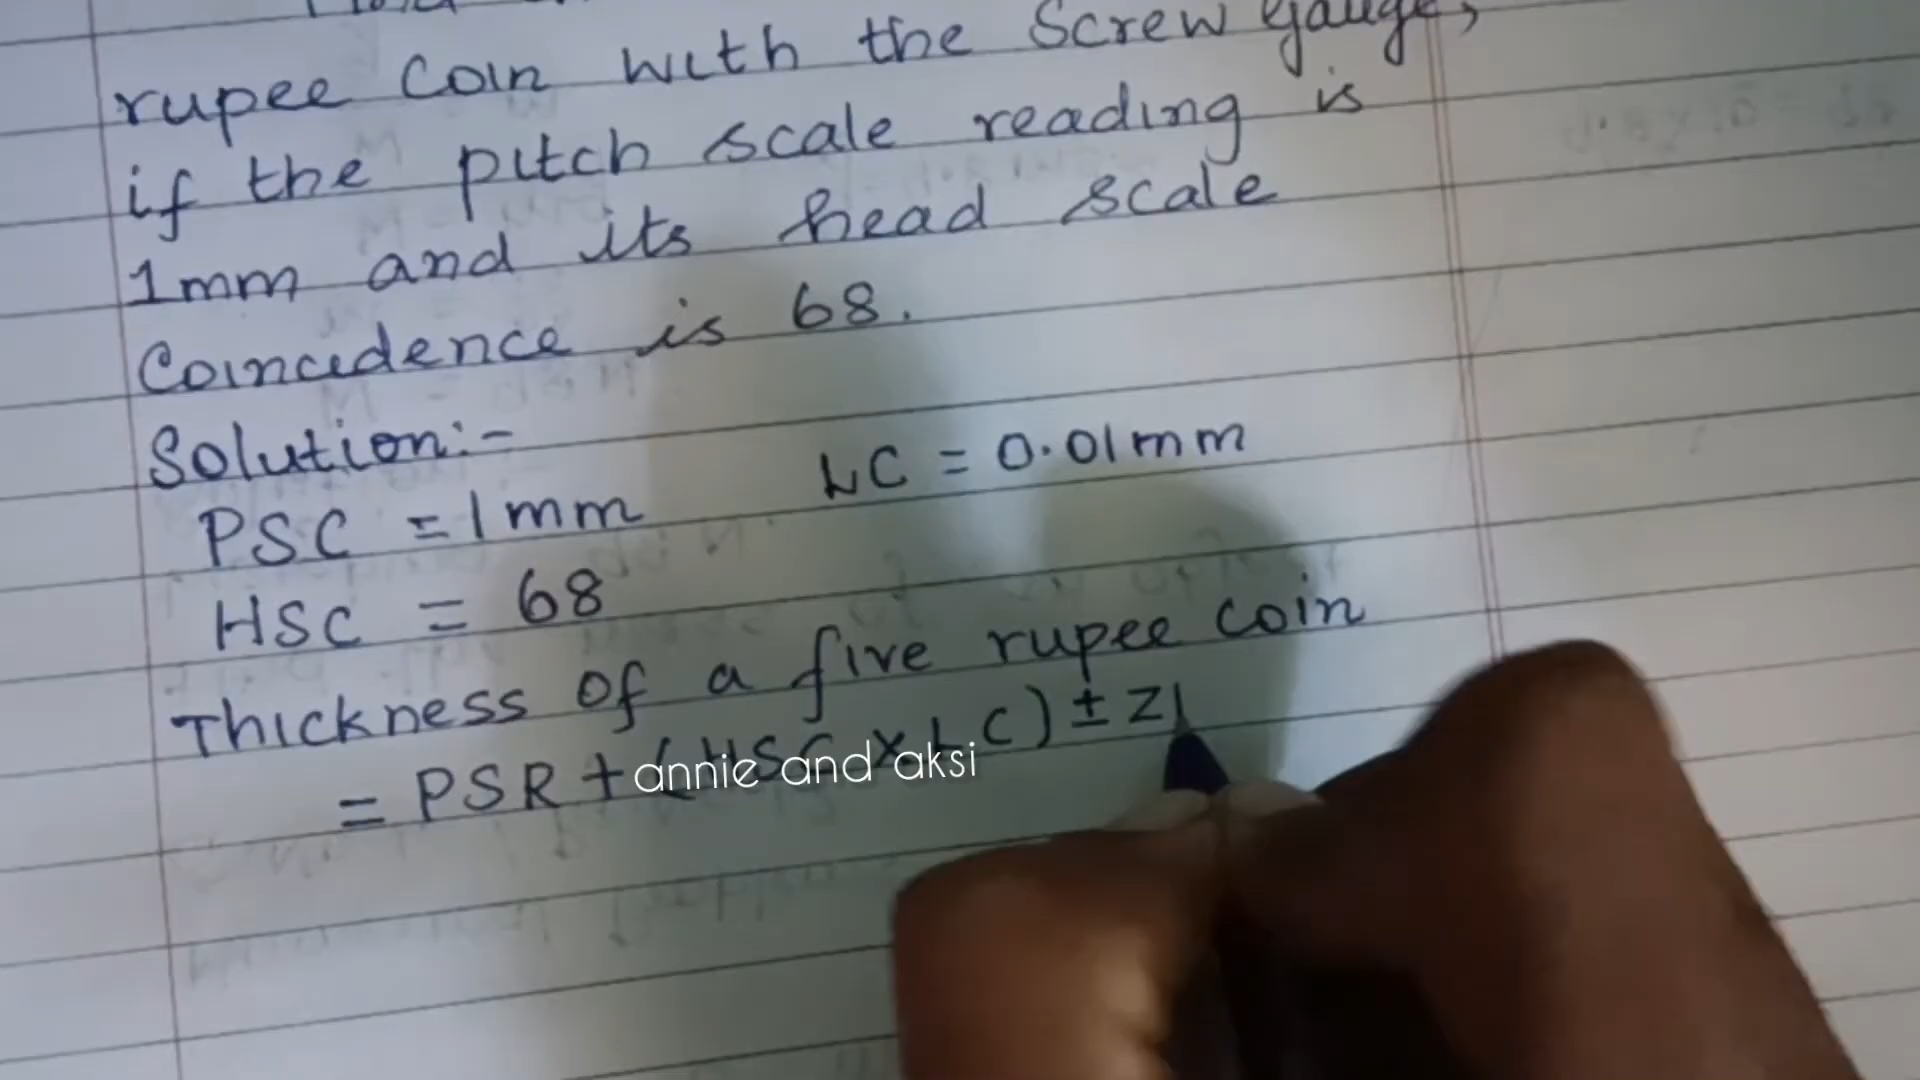 rupee Coin with the Screw gauge,
if the pitch scale reading is
1mm and its head scale
Coincidence is 68.
Solution:-
PSC = 1mm LC = 0.01mm
HSC = 68
Thickness of a five rupee coin
= PSR + (HSC × LC) ± Z
annie and aksi